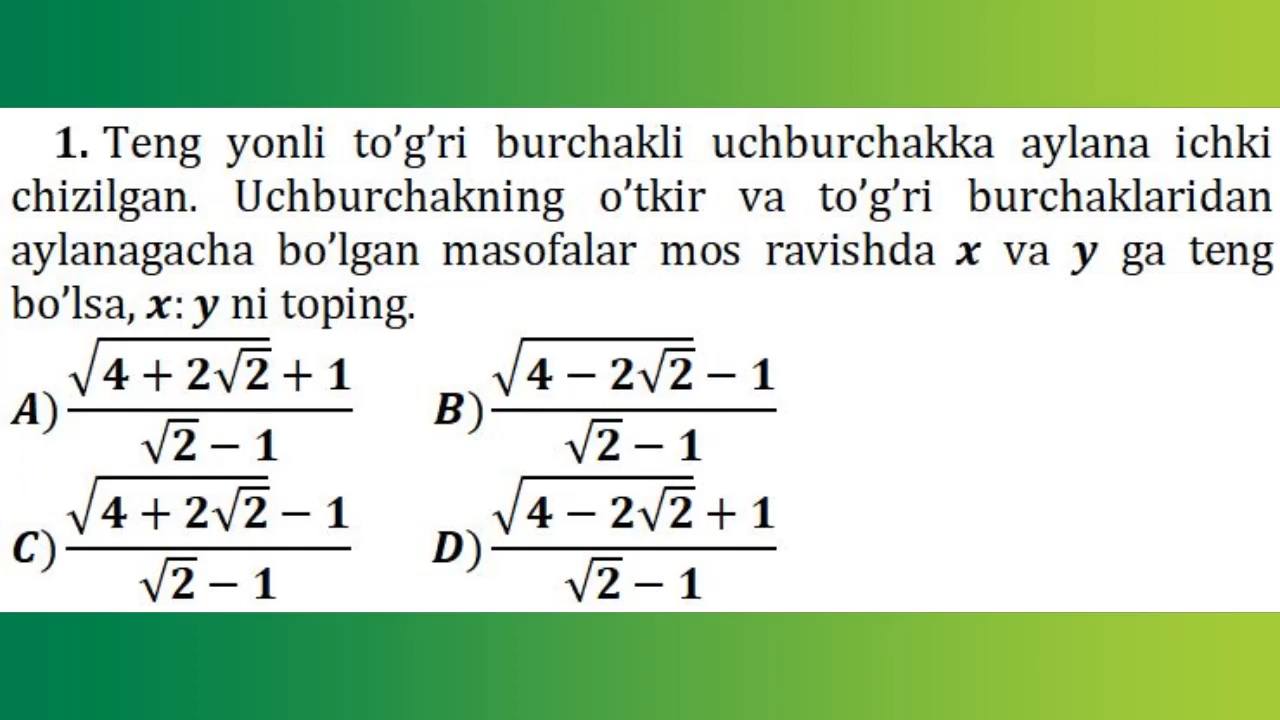 1. Teng yonli to’g’ri burchakli uchburchakka aylana ichki
chizilgan. Uchburchakning o’tkir va to’g’ri burchaklaridan
aylanagacha bo’lgan masofalar mos ravishda x va y ga teng
bo’lsa, x: y ni toping.
A) (√(4 + 2√2) + 1)/(√2 − 1) B) (√(4 − 2√2) − 1)/(√2 − 1)
C) (√(4 + 2√2) − 1)/(√2 − 1) D) (√(4 − 2√2) + 1)/(√2 − 1)